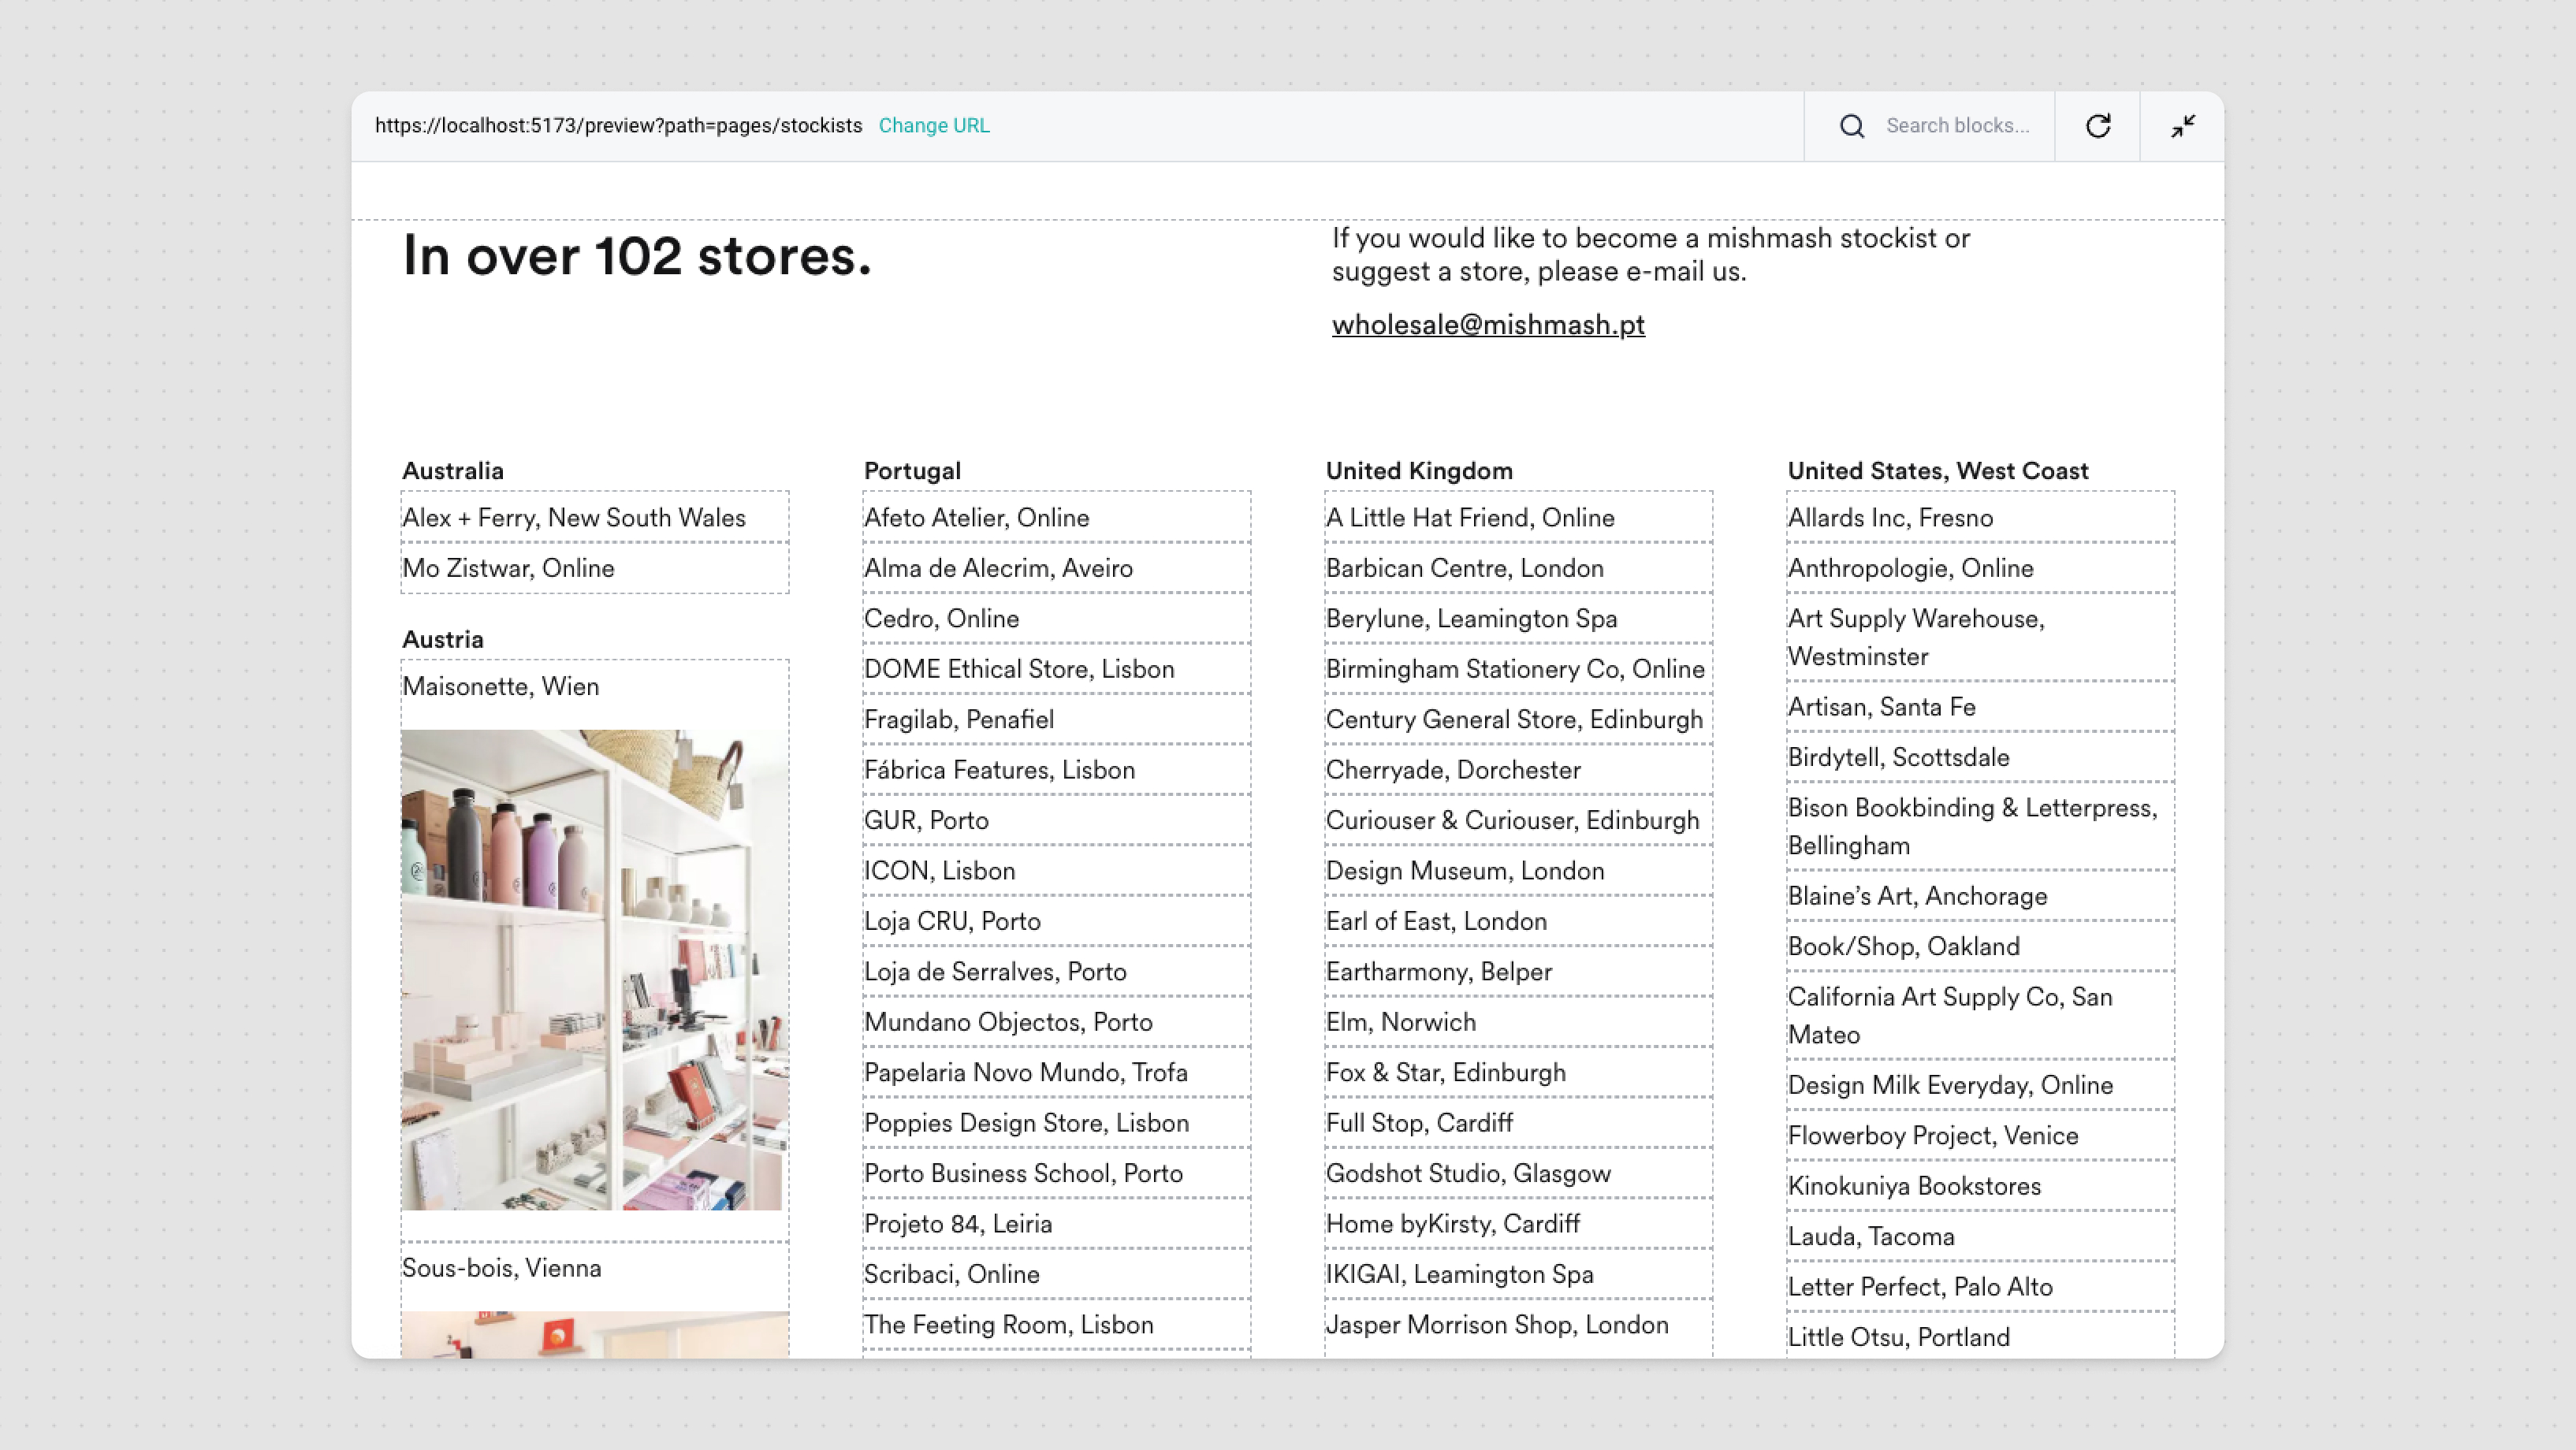 https://localhost:5173/preview?path=pages/stockists Change URL
Search blocks...
In over 102 stores.
If you would like to become a mishmash stockist or
suggest a store, please e-mail us.
wholesale@mishmash.pt
Australia
Alex + Ferry, New South Wales
Mo Zistwar, Online
Austria
Maisonette, Wien
Sous-bois, Vienna
Portugal
Afeto Atelier, Online
Alma de Alecrim, Aveiro
Cedro, Online
DOME Ethical Store, Lisbon
Fragilab, Penafiel
Fábrica Features, Lisbon
GUR, Porto
ICON, Lisbon
Loja CRU, Porto
Loja de Serralves, Porto
Mundano Objectos, Porto
Papelaria Novo Mundo, Trofa
Poppies Design Store, Lisbon
Porto Business School, Porto
Projeto 84, Leiria
Scribaci, Online
The Feeting Room, Lisbon
United Kingdom
A Little Hat Friend, Online
Barbican Centre, London
Berylune, Leamington Spa
Birmingham Stationery Co, Online
Century General Store, Edinburgh
Cherryade, Dorchester
Curiouser & Curiouser, Edinburgh
Design Museum, London
Earl of East, London
Eartharmony, Belper
Elm, Norwich
Fox & Star, Edinburgh
Full Stop, Cardiff
Godshot Studio, Glasgow
Home byKirsty, Cardiff
IKIGAI, Leamington Spa
Jasper Morrison Shop, London
United States, West Coast
Allards Inc, Fresno
Anthropologie, Online
Art Supply Warehouse,
Westminster
Artisan, Santa Fe
Birdytell, Scottsdale
Bison Bookbinding & Letterpress,
Bellingham
Blaine’s Art, Anchorage
Book/Shop, Oakland
California Art Supply Co, San
Mateo
Design Milk Everyday, Online
Flowerboy Project, Venice
Kinokuniya Bookstores
Lauda, Tacoma
Letter Perfect, Palo Alto
Little Otsu, Portland